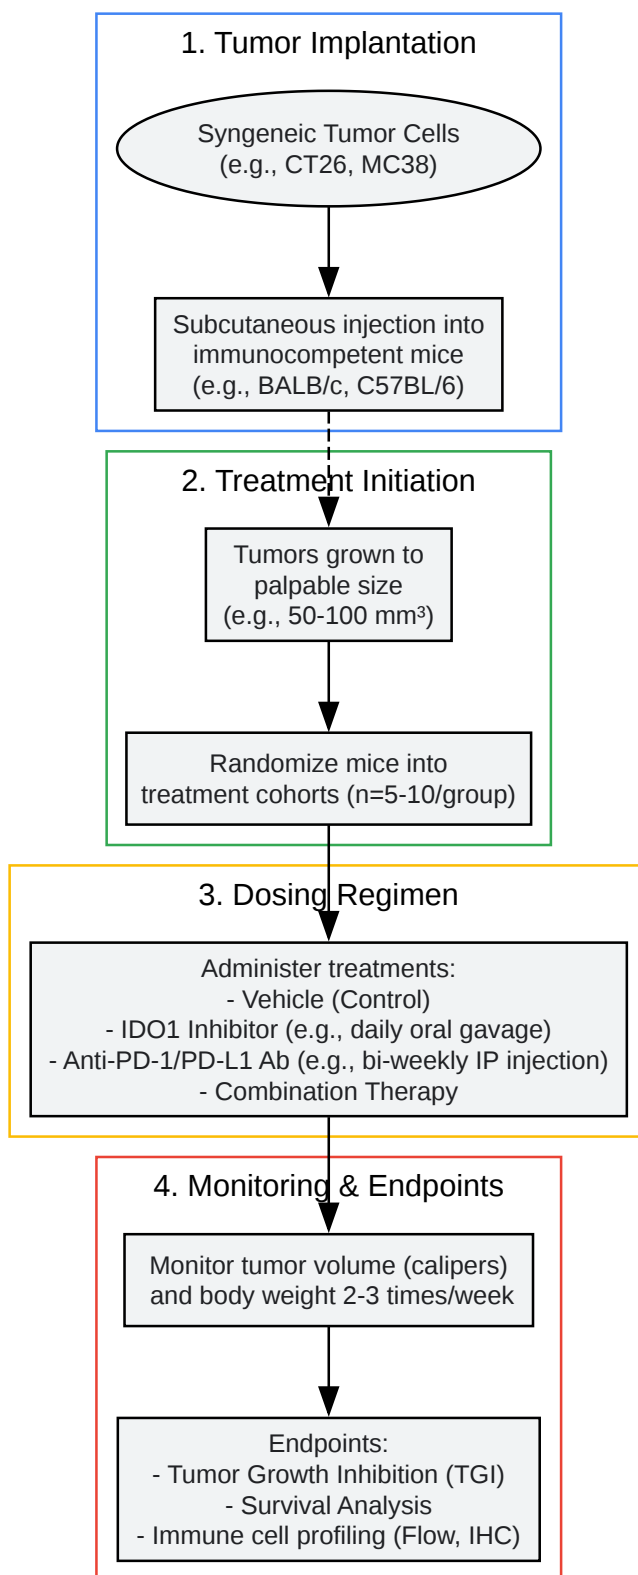 1. Tumor Implantation
Syngeneic Tumor Cells
(e.g., CT26, MC38)
Subcutaneous injection into
immunocompetent mice
(e.g., BALB/c, C57BL/6)
2. Treatment Initiation
Tumors grown to
palpable size
(e.g., 50-100 mm³)
Randomize mice into
treatment cohorts (n=5-10/group)
3. Dosing Regimen
Administer treatments:
- Vehicle (Control)
- IDO1 Inhibitor (e.g., daily oral gavage)
- Anti-PD-1/PD-L1 Ab (e.g., bi-weekly IP injection)
- Combination Therapy
4. Monitoring & Endpoints
Monitor tumor volume (calipers)
and body weight 2-3 times/week
Endpoints:
- Tumor Growth Inhibition (TGI)
- Survival Analysis
- Immune cell profiling (Flow, IHC)